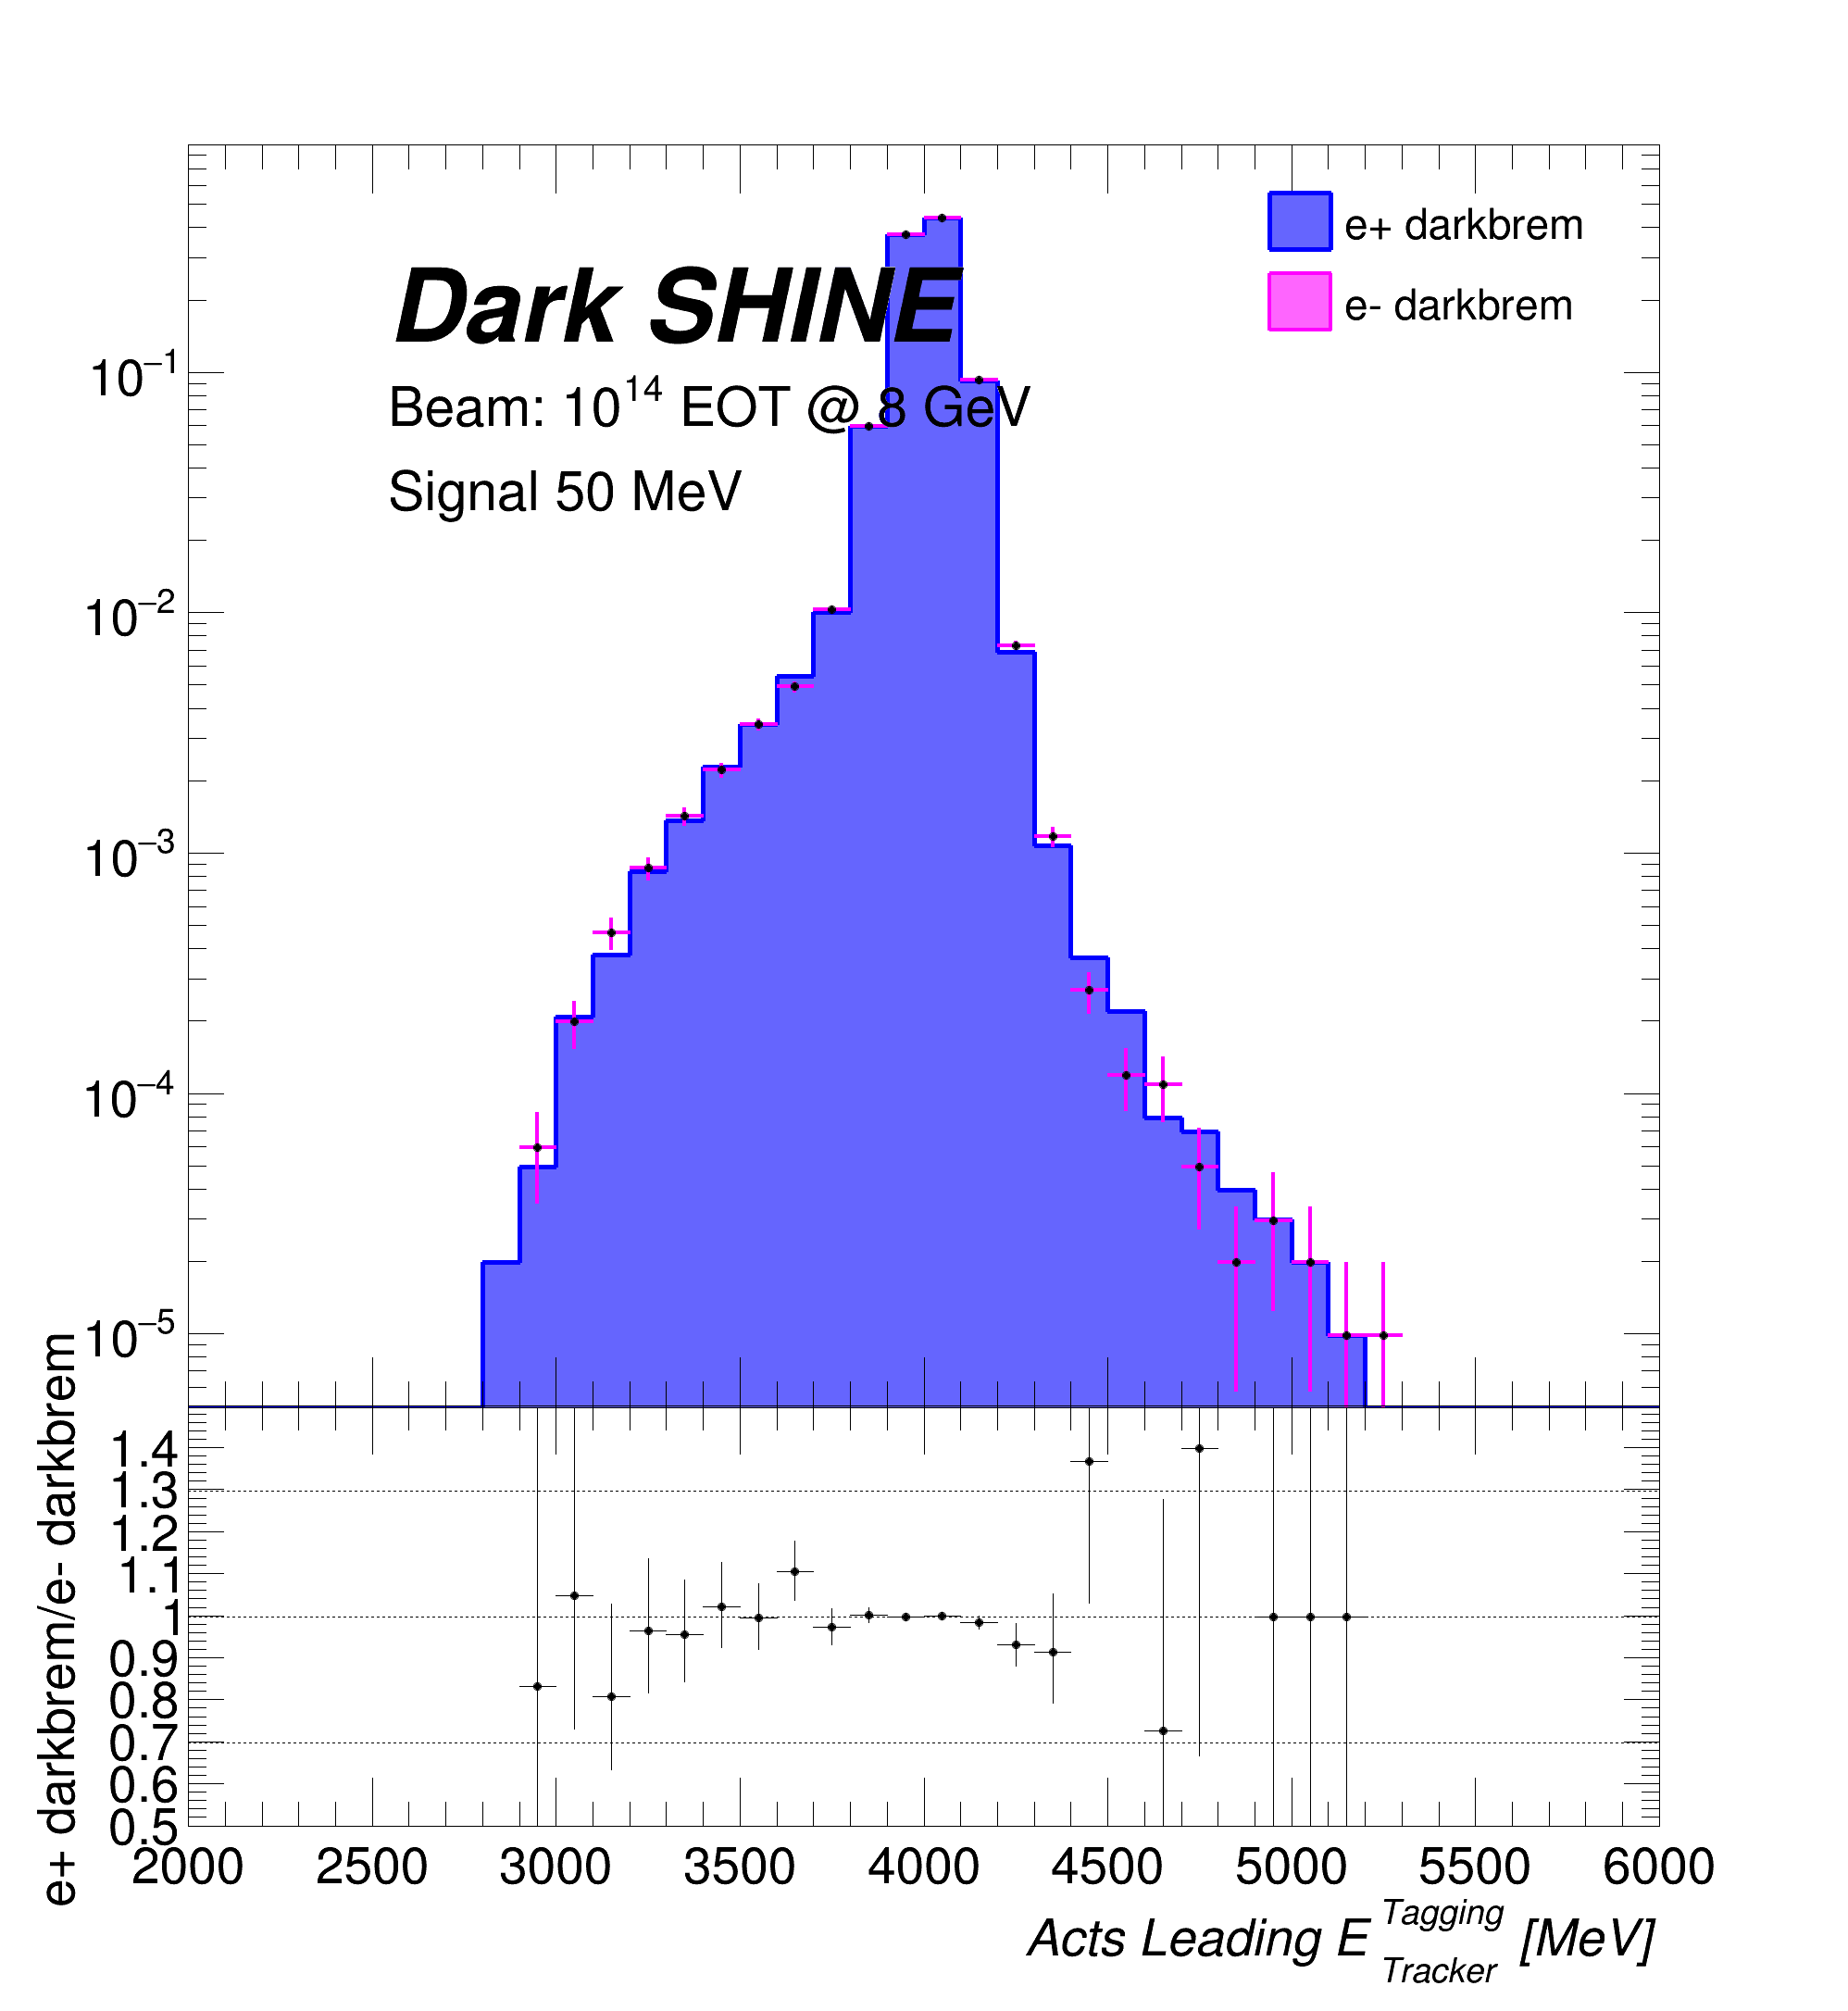 e+ darkbrem
e- darkbrem
Dark SHINE
Beam: 10^14 EOT @ 8 GeV
Signal 50 MeV
10^−1
10^−2
10^−3
10^−4
10^−5
e+ darkbrem/e- darkbrem
1.4
1.3
1.2
1.1
1
0.9
0.8
0.7
0.6
0.5
2000 2500 3000 3500 4000 4500 5000 5500 6000
Acts Leading E^Tagging_Tracker [MeV]